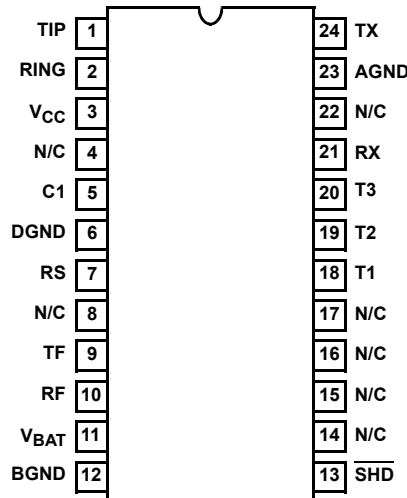 TIP 1 24 TX
RING 2 23 AGND
VCC 3 22 N/C
N/C 4 21 RX
C1 5 20 T3
DGND 6 19 T2
RS 7 18 T1
N/C 8 17 N/C
TF 9 16 N/C
RF 10 15 N/C
VBAT 11 14 N/C
BGND 12 13 S̅H̅D̅